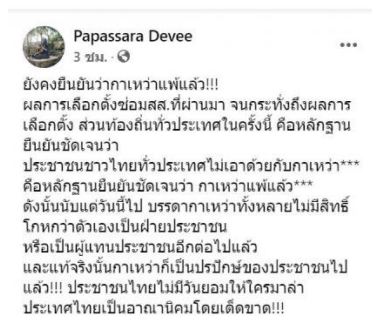 Papassara Devee
3 ชม. ·
ยังคงยืนยันว่ากาเหว่าแพ้แล้ว!!!
ผลการเลือกตั้งซ่อมสส.ที่ผ่านมา จนกระทั่งถึงผลการ
เลือกตั้ง ส่วนท้องถิ่นทั่วประเทศในครั้งนี้ คือหลักฐาน
ยืนยันชัดเจนว่า
ประชาชนชาวไทยทั่วประเทศไม่เอาด้วยกับกาเหว่า***
คือหลักฐานยืนยันชัดเจนว่า กาเหว่าแพ้แล้ว***
ดังนั้นนับแต่วันนี้ไป บรรดากาเหว่าทั้งหลายไม่มีสิทธิ์
โกหกว่าตัวเองเป็นฝ่ายประชาชน
หรือเป็นผู้แทนประชาชนอีกต่อไปแล้ว
และแท้จริงนั้นกาเหว่าก็เป็นปรปักษ์ของประชาชนไป
แล้ว!!! ประชาชนไทยไม่มีวันยอมให้ใครมาล่า
ประเทศไทยเป็นอาณานิคมโดยเด็ดขาด!!!